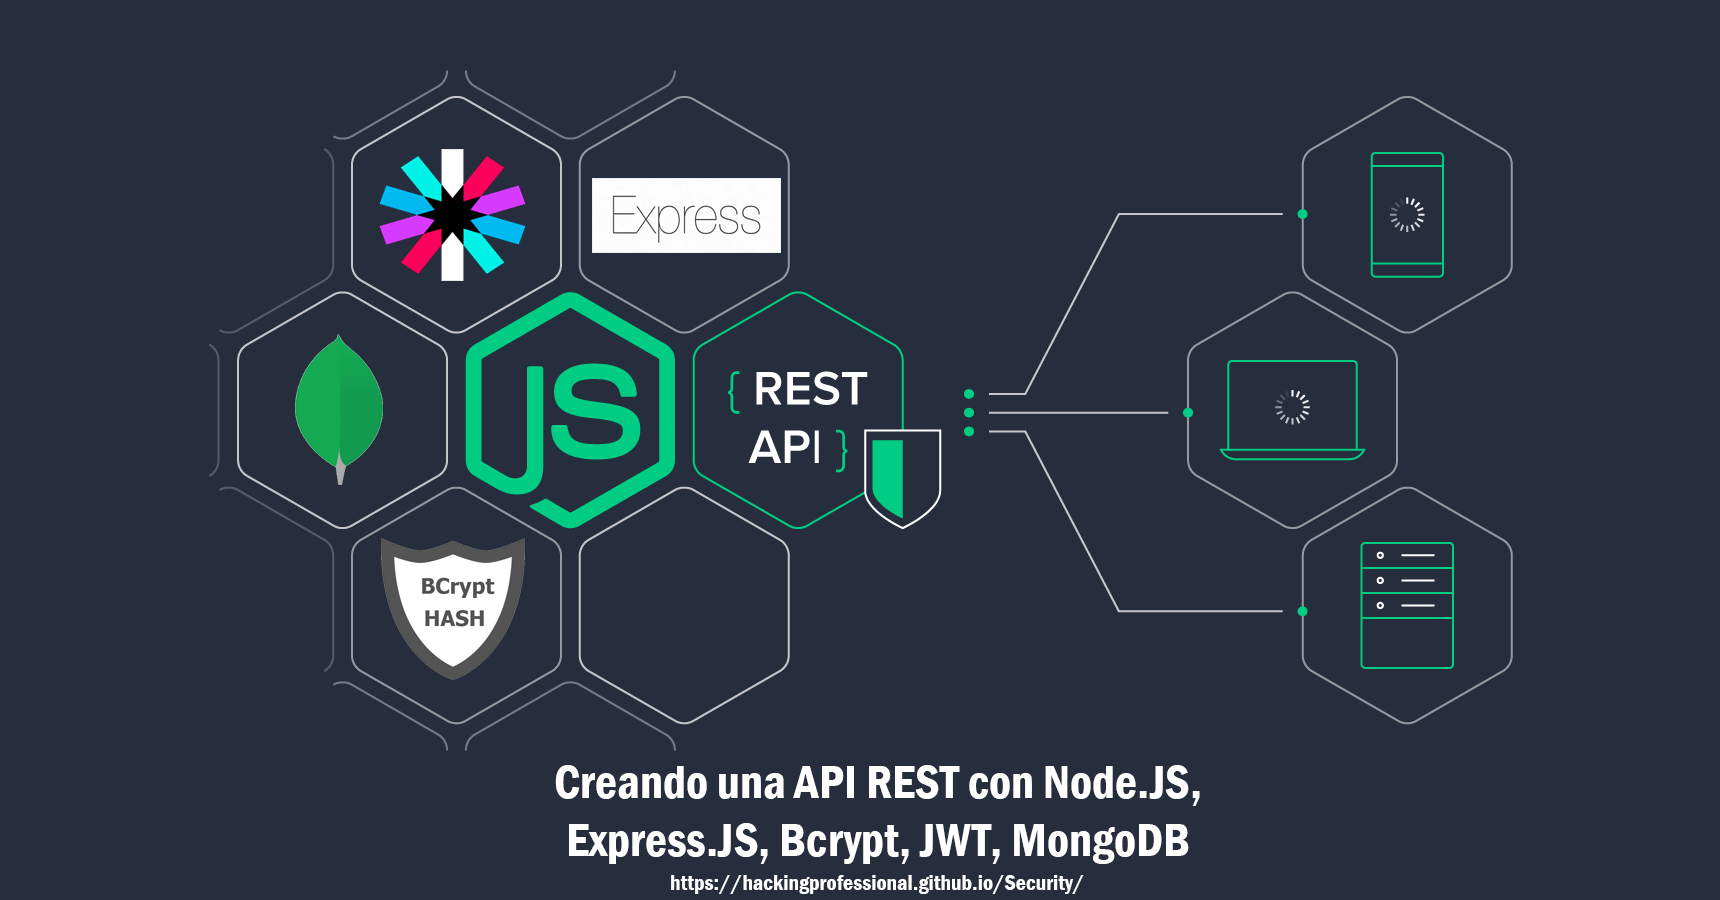 Express
JS
{ REST
API }
BCrypt
HASH
Creando una API REST con Node.JS,
Express.JS, Bcrypt, JWT, MongoDB
https://hackingprofessional.github.io/Security/